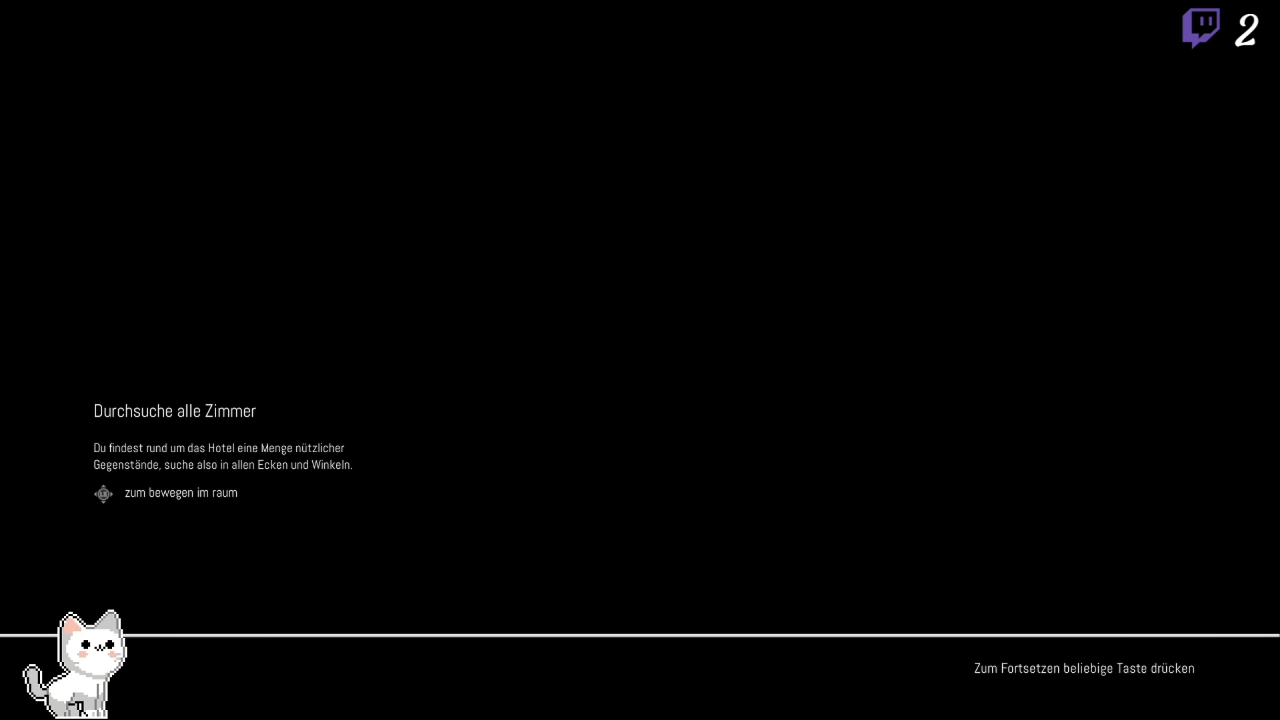 2
Durchsuche alle Zimmer
Du findest rund um das Hotel eine Menge nützlicher
Gegenstände, suche also in allen Ecken und Winkeln.
zum bewegen im raum
Zum Fortsetzen beliebige Taste drücken